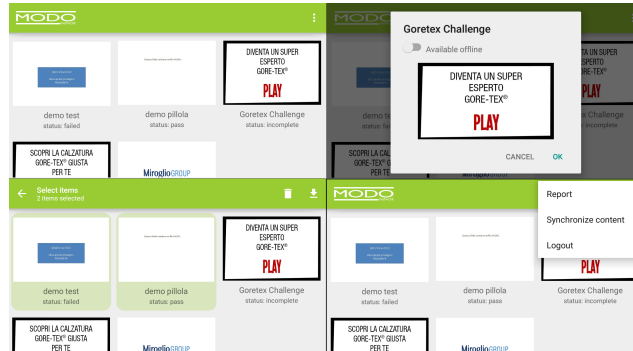 MODO
DIVENTA UN SUPER
ESPERTO
GORE-TEX®
PLAY
demo test
status: failed
demo pillola
status: pass
Goretex Challenge
status: incomplete
SCOPRI LA CALZATURA
GORE-TEX® GIUSTA
PER TE
MiroglioGROUP
MODO
Goretex Challenge
Available offline
DIVENTA UN SUPER
ESPERTO
GORE-TEX®
PLAY
CANCEL
OK
Select items
2 items selected
DIVENTA UN SUPER
ESPERTO
GORE-TEX®
PLAY
demo test
status: failed
demo pillola
status: pass
Goretex Challenge
status: incomplete
SCOPRI LA CALZATURA
GORE-TEX® GIUSTA
PER TE
MiroglioGROUP
MODO
Report
Synchronize content
Logout
PLAY
demo test
status: failed
demo pillola
status: pass
Goretex Challenge
status: incomplete
SCOPRI LA CALZATURA
GORE-TEX® GIUSTA
PER TE
MiroglioGROUP